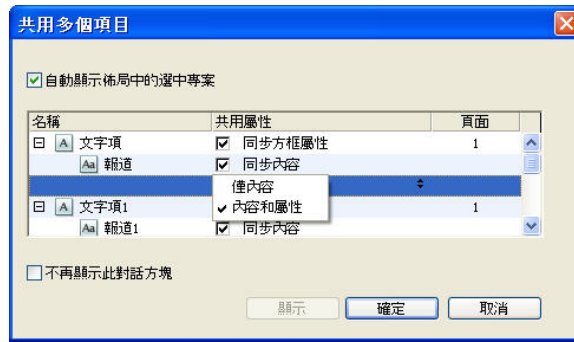 共用多個項目
自動顯示佈局中的選中專案
名稱 共用屬性 頁面
A 文字項 同步方框屬性 1
Aa 報道 同步內容
僅內容
內容和屬性
A 文字項1 1
Aa 報道1 同步內容
不再顯示此對話方塊
顯示 確定 取消